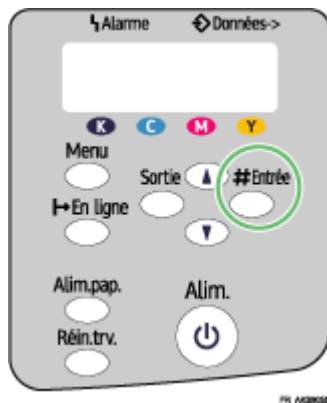 Alarme Données->
K C M Y
Menu
Sortie #Entrée
En ligne
Alim.pap. Alim.
Réin.trv.